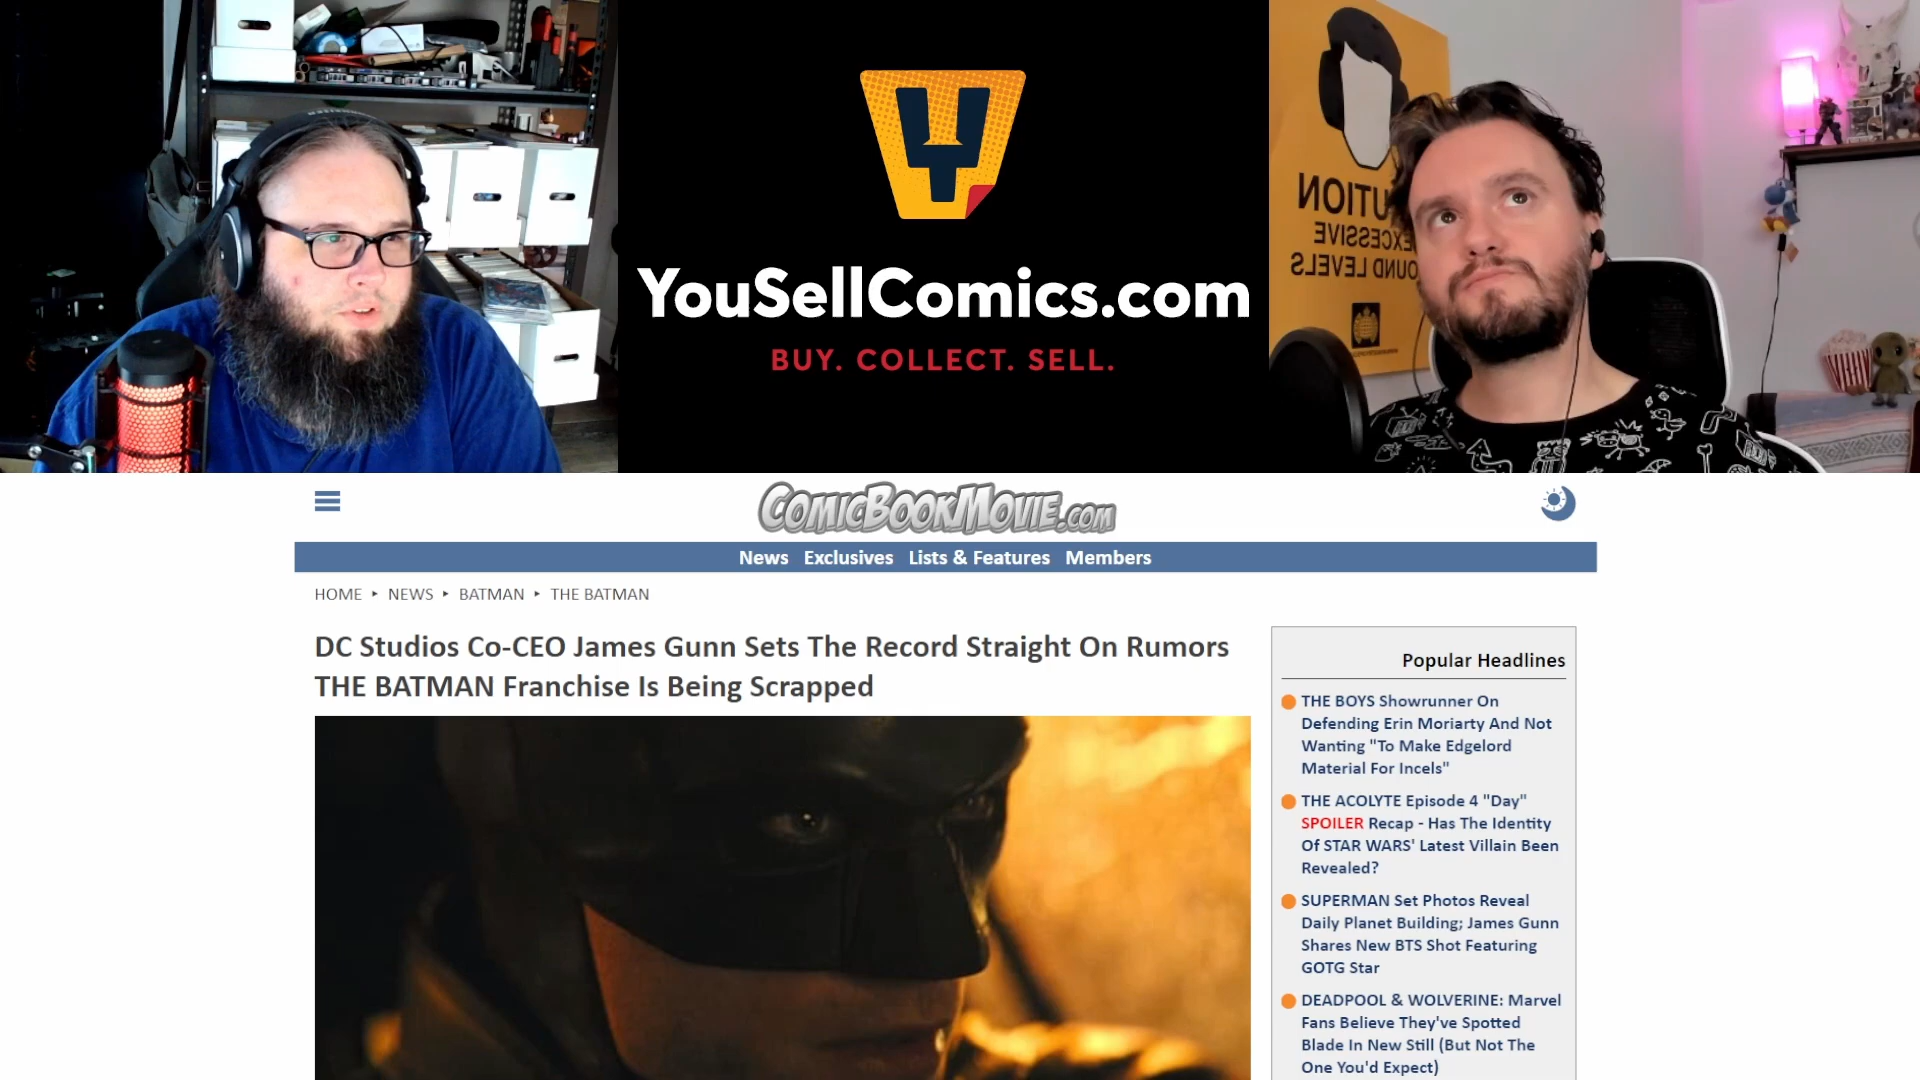 YouSellComics.com
BUY. COLLECT. SELL.
COMICBOOKMOVIE.com
News Exclusives Lists & Features Members
HOME ‣ NEWS ‣ BATMAN ‣ THE BATMAN
DC Studios Co-CEO James Gunn Sets The Record Straight On Rumors
THE BATMAN Franchise Is Being Scrapped
Popular Headlines
THE BOYS Showrunner On
Defending Erin Moriarty And Not
Wanting "To Make Edgelord
Material For Incels"
THE ACOLYTE Episode 4 "Day"
SPOILER Recap - Has The Identity
Of STAR WARS' Latest Villain Been
Revealed?
SUPERMAN Set Photos Reveal
Daily Planet Building; James Gunn
Shares New BTS Shot Featuring
GOTG Star
DEADPOOL & WOLVERINE: Marvel
Fans Believe They've Spotted
Blade In New Still (But Not The
One You'd Expect)
UTION
EXCESSIVE
OUND LEVELS